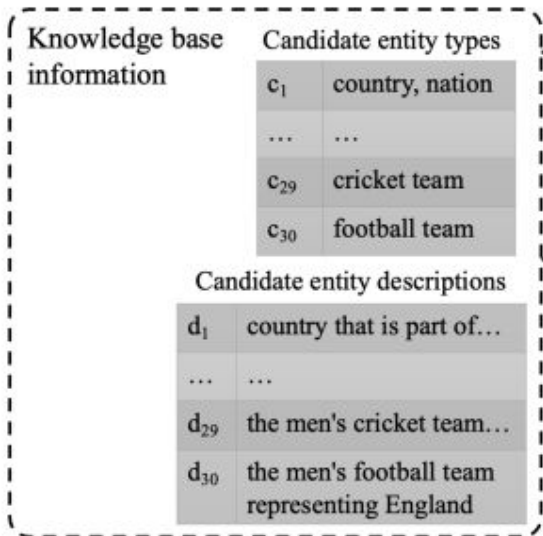 Knowledge base
information
Candidate entity types
c₁ country, nation
... ...
c₂₉ cricket team
c₃₀ football team
Candidate entity descriptions
d₁ country that is part of...
... ...
d₂₉ the men's cricket team...
d₃₀ the men's football team
representing England